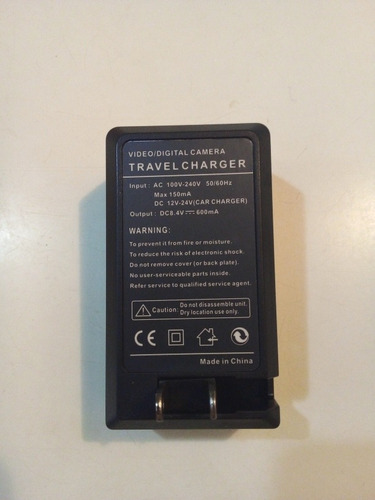 VIDEO/DIGITAL CAMERA
TRAVEL CHARGER
Input : AC 100V-240V 50/60Hz
Max 150mA
DC 12V-24V(CAR CHARGER)
Output : DC8.4V⎓600mA
WARNING:
To prevent it from fire or moisture.
To reduce the risk of electronic shock.
Do not remove cover (or back plate).
No user-serviceable parts inside.
Refer service to qualified service agent.
Caution: Do not disassemble unit.
Dry location use only.
CE
Made in China